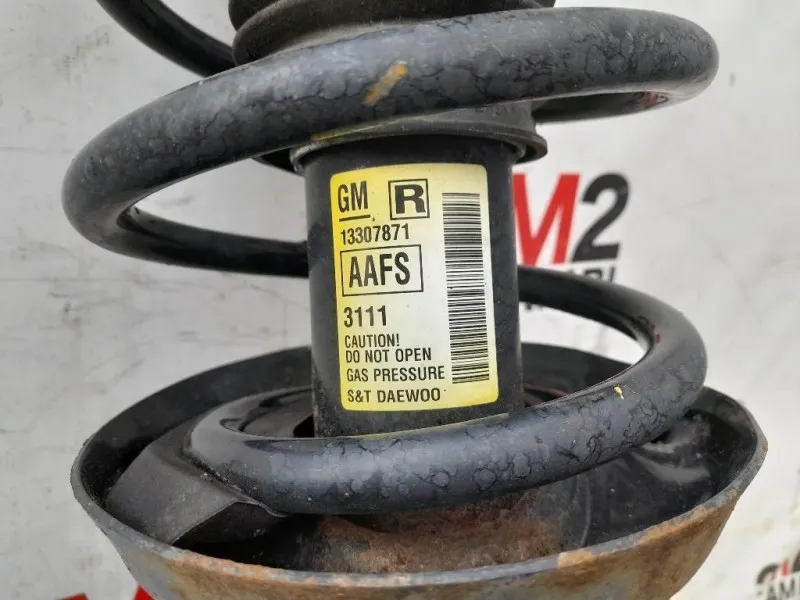 GM R
13307871
AAFS
3111
CAUTION!
DO NOT OPEN
GAS PRESSURE
S&T DAEWOO
M2